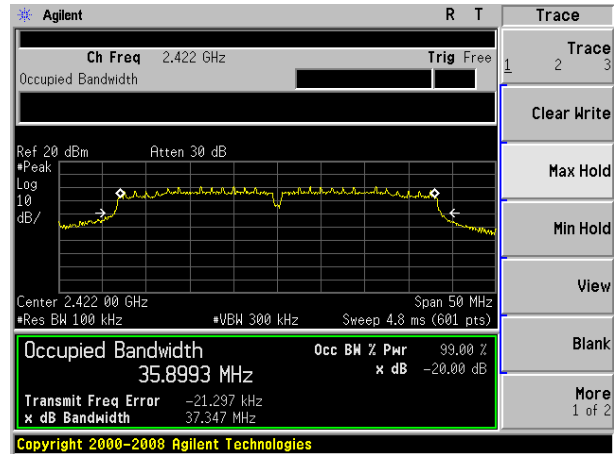 Agilent R T Trace
Ch Freq 2.422 GHz Trig Free
Occupied Bandwidth
Trace
1 2 3
Clear Write
Max Hold
Min Hold
View
Blank
More
1 of 2
Ref 20 dBm Atten 30 dB
#Peak
Log
10
dB/
Center 2.422 00 GHz Span 50 MHz
#Res BW 100 kHz #VBW 300 kHz Sweep 4.8 ms (601 pts)
Occupied Bandwidth Occ BW % Pwr 99.00 %
35.8993 MHz x dB -20.00 dB
Transmit Freq Error -21.297 kHz
x dB Bandwidth 37.347 MHz
Copyright 2000-2008 Agilent Technologies